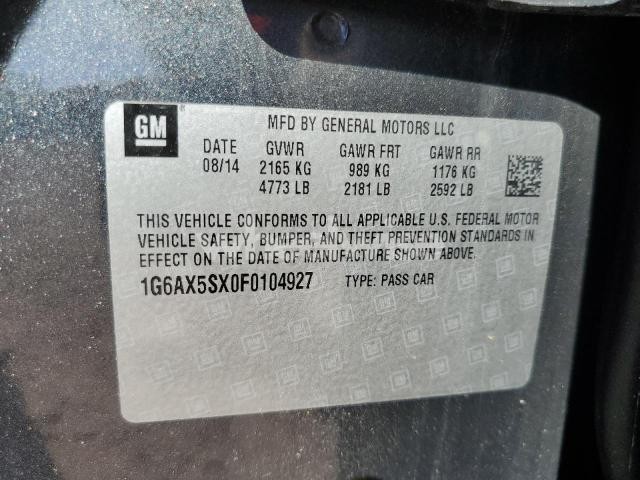 GM
MFD BY GENERAL MOTORS LLC
DATE GVWR GAWR FRT GAWR RR
08/14 2165 KG 989 KG 1176 KG
4773 LB 2181 LB 2592 LB
THIS VEHICLE CONFORMS TO ALL APPLICABLE U.S. FEDERAL MOTOR
VEHICLE SAFETY, BUMPER, AND THEFT PREVENTION STANDARDS IN
EFFECT ON THE DATE OF MANUFACTURE SHOWN ABOVE.
1G6AX5SX0F0104927 TYPE: PASS CAR